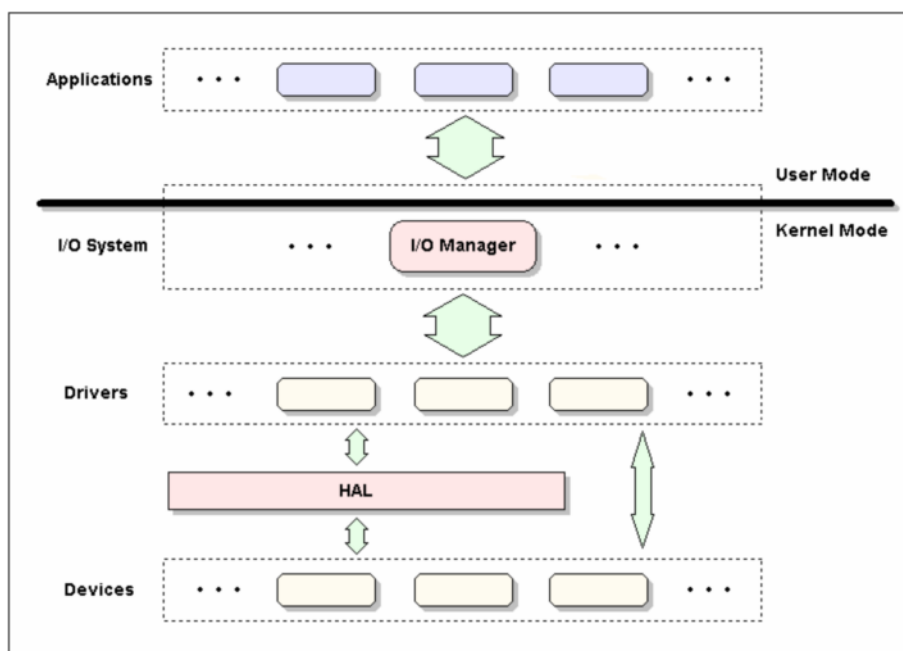 Applications
. . .
. . .
User Mode
I/O System
. . .
I/O Manager
. . .
Kernel Mode
Drivers
. . .
. . .
HAL
Devices
. . .
. . .